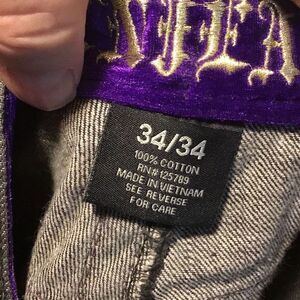 34/34
100% COTTON
RN#125789
MADE IN VIETNAM
SEE REVERSE
FOR CARE